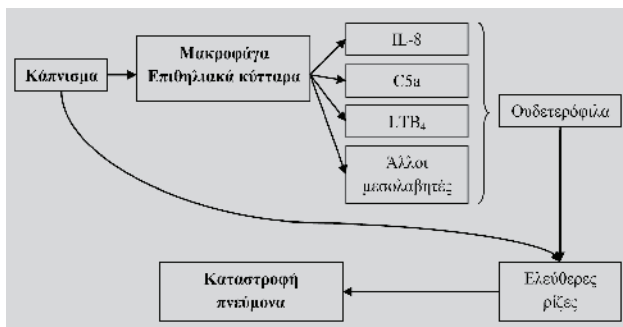 Κάπνισμα
Μακροφάγα
Επιθηλιακά κύτταρα
IL-8
C5a
LTB4
Άλλοι
μεσολαβητές
Ουδετερόφιλα
Ελεύθερες
ρίζες
Καταστροφή
πνεύμονα